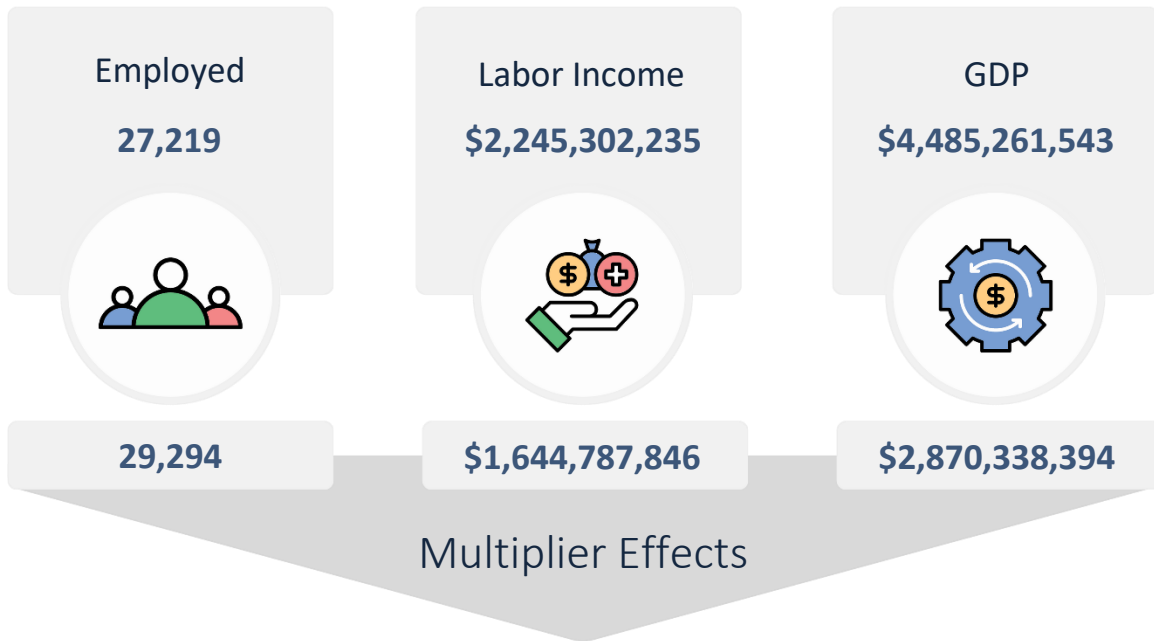 Employed
27,219
Labor Income
$2,245,302,235
GDP
$4,485,261,543
29,294
$1,644,787,846
$2,870,338,394
Multiplier Effects